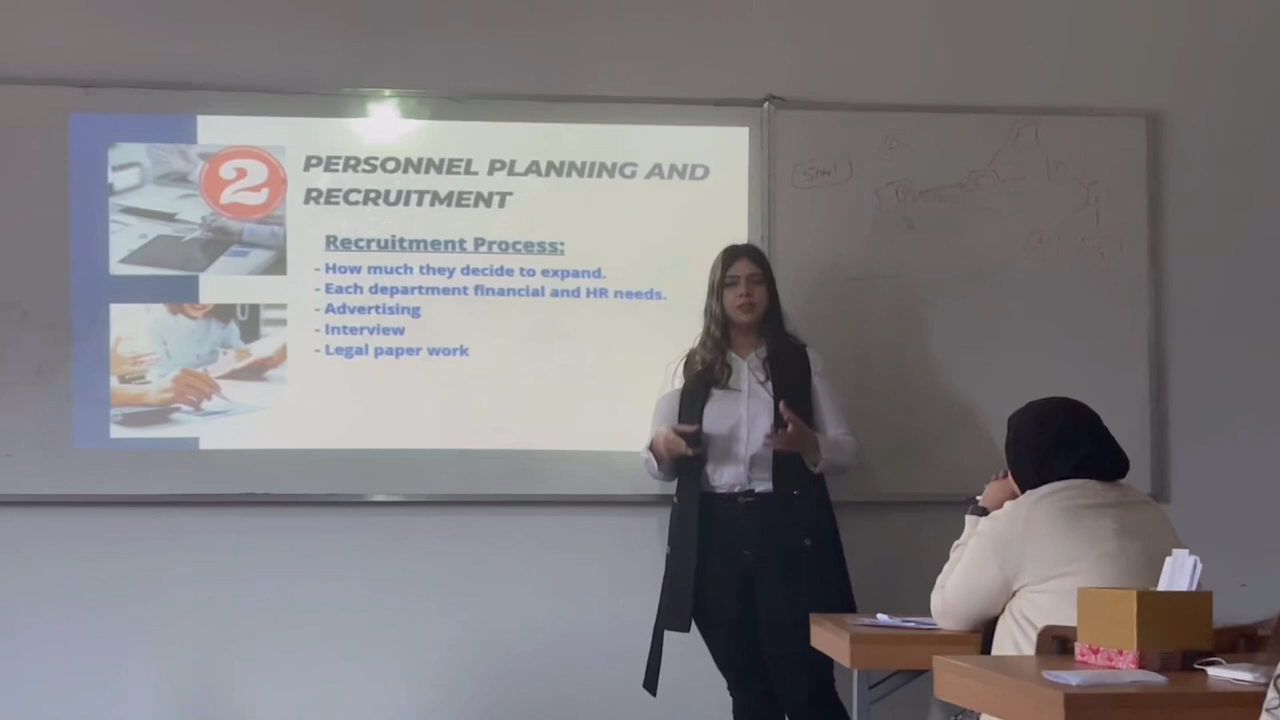 2
PERSONNEL PLANNING AND
RECRUITMENT
Recruitment Process:
- How much they decide to expand.
- Each department financial and HR needs.
- Advertising
- Interview
- Legal paper work